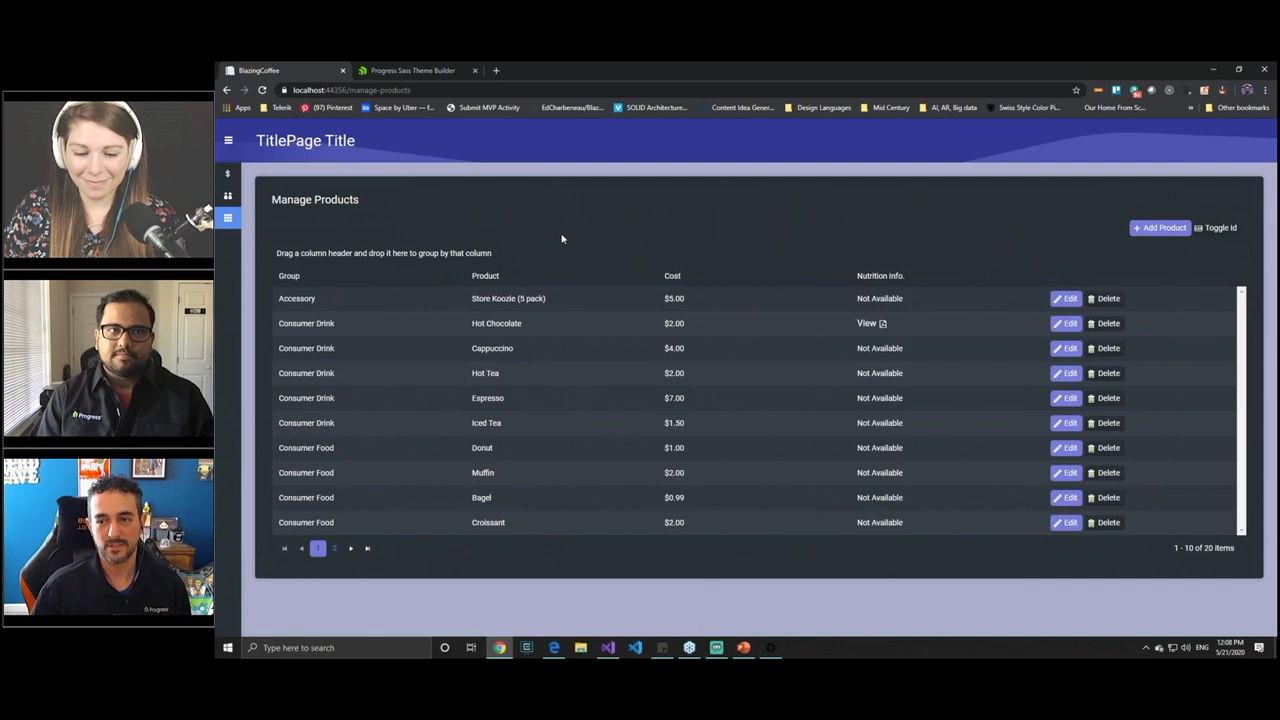 BlazingCoffee
Progress Sass Theme Builder
localhost:44356/manage-products
Apps Telerik (97) Pinterest Space by Uber — f... Submit MVP Activity EdCharbeneau/Blaz... SOLID Architecture... Content Idea Gener... Design Languages Mid Century AI, AR, Big data Swiss Style Color Pi... Our Home From Sc... » Other bookmarks
TitlePage Title
Manage Products
+ Add Product Toggle Id
Drag a column header and drop it here to group by that column
Group Product Cost Nutrition Info.
Accessory Store Koozie (5 pack) $5.00 Not Available Edit Delete
Consumer Drink Hot Chocolate $2.00 View Edit Delete
Consumer Drink Cappuccino $4.00 Not Available Edit Delete
Consumer Drink Hot Tea $2.00 Not Available Edit Delete
Consumer Drink Espresso $7.00 Not Available Edit Delete
Consumer Drink Iced Tea $1.50 Not Available Edit Delete
Consumer Food Donut $1.00 Not Available Edit Delete
Consumer Food Muffin $2.00 Not Available Edit Delete
Consumer Food Bagel $0.99 Not Available Edit Delete
Consumer Food Croissant $2.00 Not Available Edit Delete
1 2 1 - 10 of 20 items
Type here to search
ENG
12:08 PM
5/21/2020
Progress
Progress